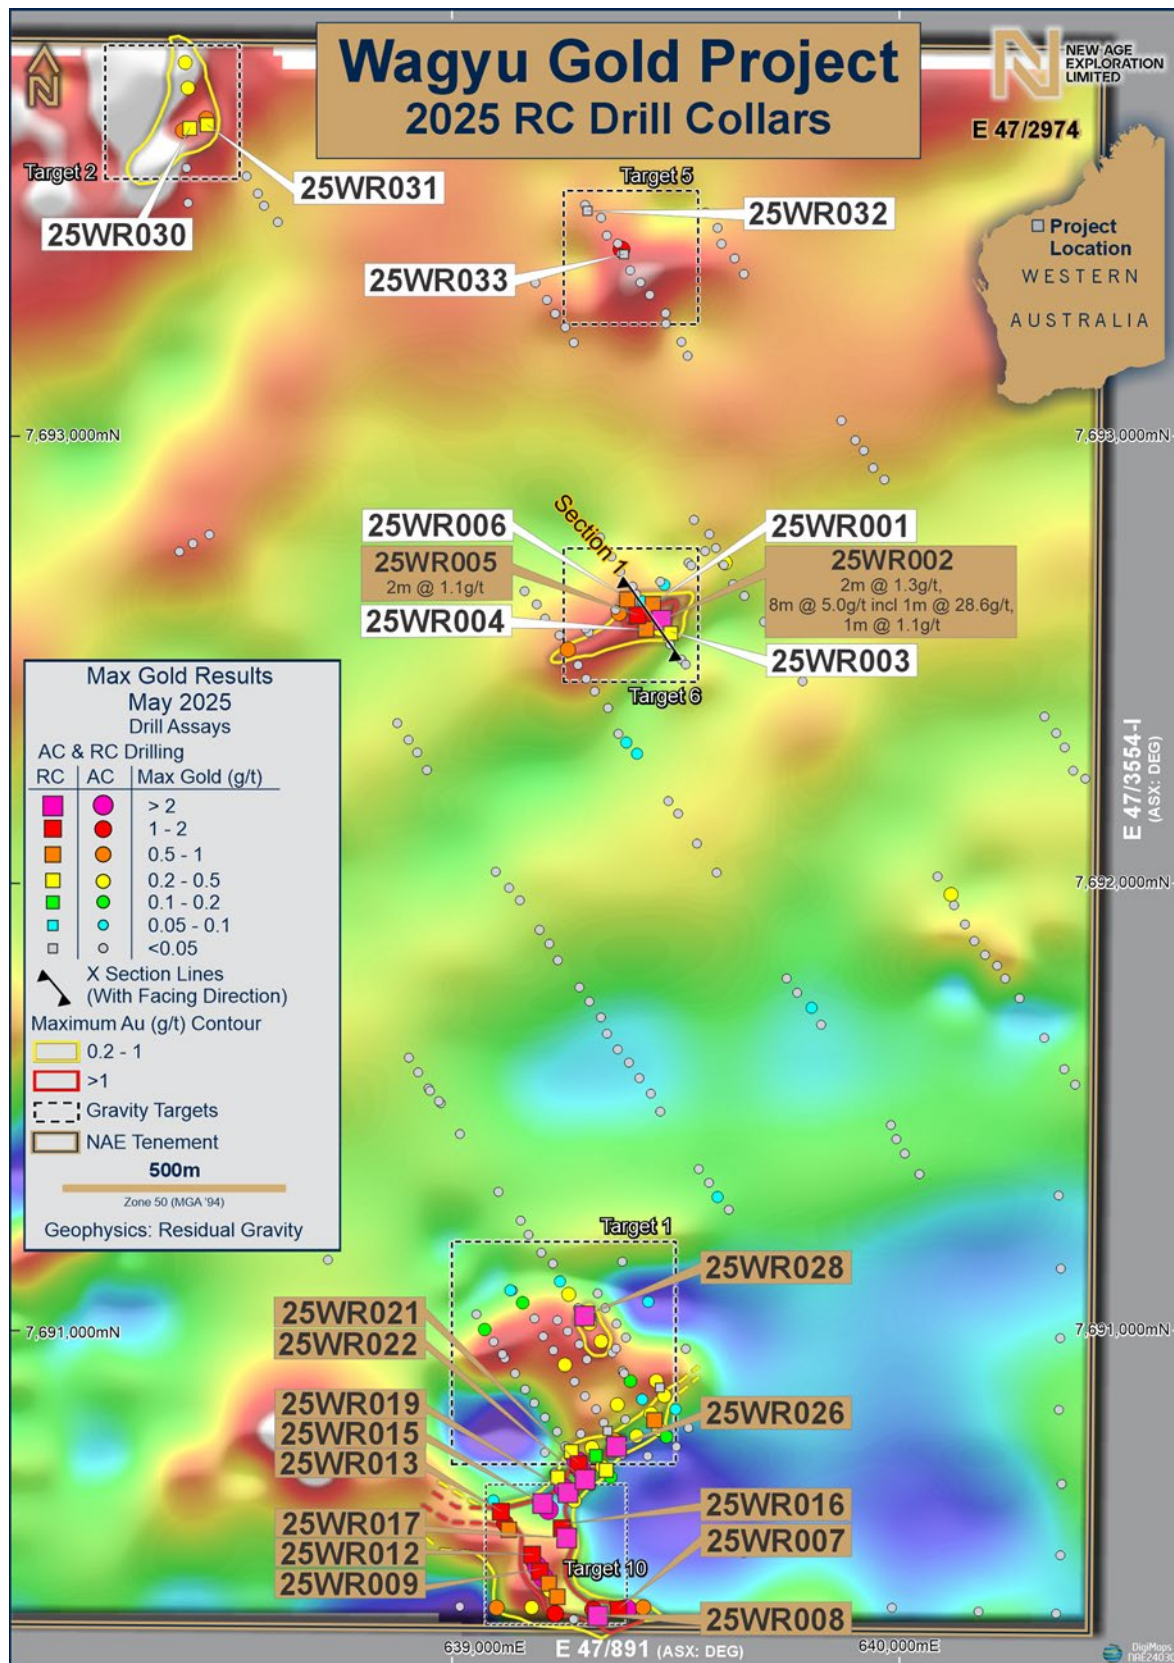 Wagyu Gold Project
2025 RC Drill Collars
NEW AGE
EXPLORATION
LIMITED
E 47/2974
N
Target 2
25WR031
25WR030
Target 5
25WR032
25WR033
Project
Location
WESTERN
AUSTRALIA
7,693,000mN
7,693,000mN
Section 1
25WR006
25WR001
25WR005
2m @ 1.1g/t
25WR002
2m @ 1.3g/t,
8m @ 5.0g/t incl 1m @ 28.6g/t,
1m @ 1.1g/t
25WR004
25WR003
Target 6
Max Gold Results
May 2025
Drill Assays
AC & RC Drilling
RC AC Max Gold (g/t)
> 2
1 - 2
0.5 - 1
0.2 - 0.5
0.1 - 0.2
0.05 - 0.1
<0.05
X Section Lines
(With Facing Direction)
Maximum Au (g/t) Contour
0.2 - 1
>1
Gravity Targets
NAE Tenement
500m
Zone 50 (MGA '94)
Geophysics: Residual Gravity
E 47/3554-I
(ASX: DEG)
7,692,000mN
Target 1
25WR028
25WR021
25WR022
7,691,000mN
7,691,000mN
25WR019
25WR015
25WR013
25WR026
25WR017
25WR012
25WR009
25WR016
25WR007
Target 10
25WR008
639,000mE
E 47/891 (ASX: DEG)
640,000mE
DigiMaps